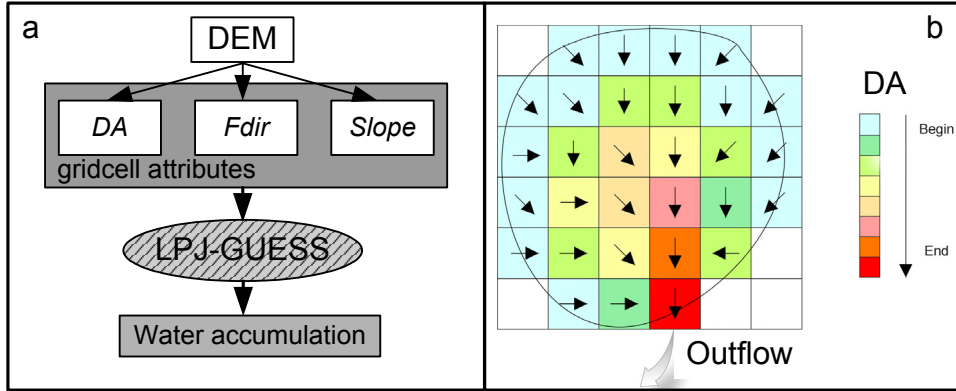 a
DEM
DA
Fdir
Slope
gridcell attributes
LPJ-GUESS
Water accumulation
b
DA
Begin
End
Outflow